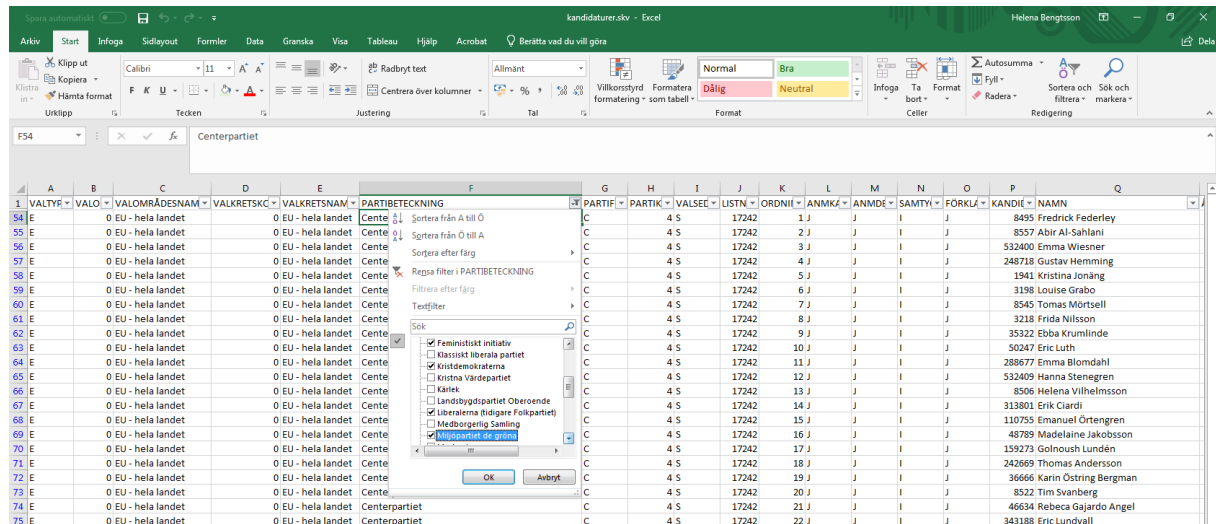 Spara automatiskt
kandidaturer.skv - Excel
Helena Bengtsson
Arkiv Start Infoga Sidlayout Formler Data Granska Visa Tableau Hjälp Acrobat Berätta vad du vill göra Dela
Klistra in
Klipp ut
Kopiera
Hämta format
Urklipp
Calibri 11
F K U
Tecken
Radbryt text
Centrera över kolumner
Justering
Allmänt
Tal
Villkorsstyrd formatering
Formatera som tabell
Normal Bra
Dålig Neutral
Format
Infoga Ta bort Format
Celler
Autosumma
Fyll
Radera
Sortera och filtrera
Sök och markera
Redigering
F54 fx Centerpartiet
A B C D E F G H I J K L M N O P Q
1 VALTYP VALO VALOMRÅDESNAM VALKRETSKO VALKRETSNAM PARTIBETECKNING PARTIF PARTIK VALSED LISTN ORDNI ANMKA ANMDE SAMTY FÖRKLA KANDID NAMN
54 E 0 EU - hela landet 0 EU - hela landet Cente C 4 S 17242 1 J J I J 8495 Fredrick Federley
55 E 0 EU - hela landet 0 EU - hela landet Cente C 4 S 17242 2 J J I J 8557 Abir Al-Sahlani
56 E 0 EU - hela landet 0 EU - hela landet Cente C 4 S 17242 3 J J I J 532400 Emma Wiesner
57 E 0 EU - hela landet 0 EU - hela landet Cente C 4 S 17242 4 J J I J 248718 Gustav Hemming
58 E 0 EU - hela landet 0 EU - hela landet Cente C 4 S 17242 5 J J I J 1941 Kristina Jonäng
59 E 0 EU - hela landet 0 EU - hela landet Cente C 4 S 17242 6 J J I J 3198 Louise Grabo
60 E 0 EU - hela landet 0 EU - hela landet Cente C 4 S 17242 7 J J I J 8545 Tomas Mörtsell
61 E 0 EU - hela landet 0 EU - hela landet Cente C 4 S 17242 8 J J I J 3218 Frida Nilsson
62 E 0 EU - hela landet 0 EU - hela landet Cente C 4 S 17242 9 J J I J 35322 Ebba Krumlinde
63 E 0 EU - hela landet 0 EU - hela landet Cente C 4 S 17242 10 J J I J 50247 Eric Luth
64 E 0 EU - hela landet 0 EU - hela landet Cente C 4 S 17242 11 J J I J 288677 Emma Blomdahl
65 E 0 EU - hela landet 0 EU - hela landet Cente C 4 S 17242 12 J J I J 532409 Hanna Stenegren
66 E 0 EU - hela landet 0 EU - hela landet Cente C 4 S 17242 13 J J I J 8506 Helena Vilhelmsson
67 E 0 EU - hela landet 0 EU - hela landet Cente C 4 S 17242 14 J J I J 313801 Erik Ciardi
68 E 0 EU - hela landet 0 EU - hela landet Cente C 4 S 17242 15 J J I J 110755 Emanuel Örtengren
69 E 0 EU - hela landet 0 EU - hela landet Cente C 4 S 17242 16 J J I J 48789 Madelaine Jakobsson
70 E 0 EU - hela landet 0 EU - hela landet Cente C 4 S 17242 17 J J I J 159273 Golnoush Lundén
71 E 0 EU - hela landet 0 EU - hela landet Cente C 4 S 17242 18 J J I J 242669 Thomas Andersson
72 E 0 EU - hela landet 0 EU - hela landet Cente C 4 S 17242 19 J J I J 36666 Karin Östring Bergman
73 E 0 EU - hela landet 0 EU - hela landet Cente C 4 S 17242 20 J J I J 8522 Tim Svanberg
74 E 0 EU - hela landet 0 EU - hela landet Centerpartiet C 4 S 17242 21 J J I J 46634 Rebeca Gajardo Angel
75 E 0 EU - hela landet 0 EU - hela landet Centerpartiet C 4 S 17242 22 J J I J 343188 Eric Lundvall
Sortera från A till Ö
Sortera från Ö till A
Sortera efter färg
Rensa filter i PARTIBETECKNING
Filtrera efter färg
Textfilter
Sök
Feministiskt initiativ
Klassiskt liberala partiet
Kristdemokraterna
Kristna Värdepartiet
Kärlek
Landsbygdspartiet Oberoende
Liberalerna (tidigare Folkpartiet)
Medborgerlig Samling
Miljöpartiet de gröna
OK Avbryt